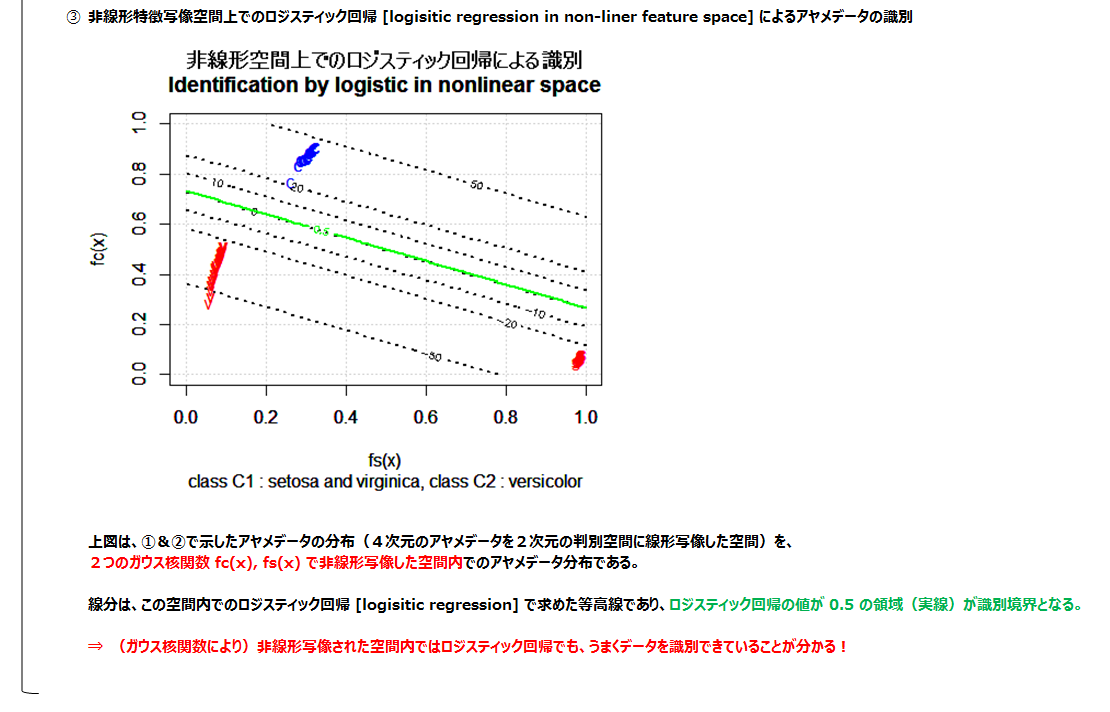 ③ 非線形特徴写像空間上でのロジスティック回帰 [logisitic regression in non-liner feature space] によるアヤメデータの識別
非線形空間上でのロジスティック回帰による識別
Identification by logistic in nonlinear space
fc(x)
1.0
0.8
0.6
0.4
0.2
0.0
50
20
10
0
0.5
-10
-20
-50
0.0 0.2 0.4 0.6 0.8 1.0
fs(x)
class C1 : setosa and virginica, class C2 : versicolor
上図は、①＆②で示したアヤメデータの分布（４次元のアヤメデータを２次元の判別空間に線形写像した空間）を、
２つのガウス核関数 fc(x), fs(x) で非線形写像した空間内でのアヤメデータ分布である。
線分は、この空間内でのロジスティック回帰 [logisitic regression] で求めた等高線であり、ロジスティック回帰の値が 0.5 の領域（実線）が識別境界となる。
⇒ （ガウス核関数により）非線形写像された空間内ではロジスティック回帰でも、うまくデータを識別できていることが分かる！